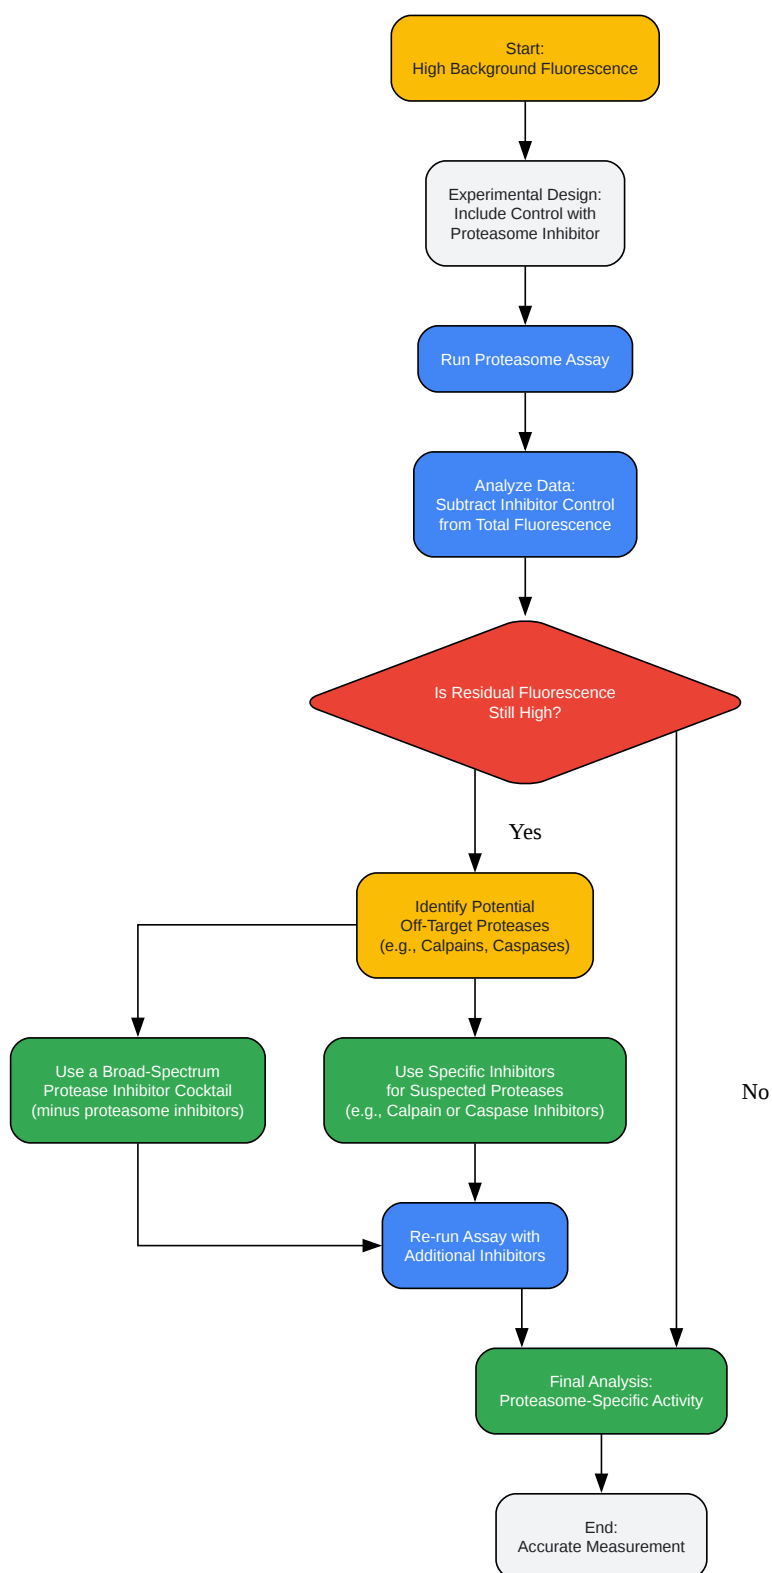 Start:
High Background Fluorescence
Experimental Design:
Include Control with
Proteasome Inhibitor
Run Proteasome Assay
Analyze Data:
Subtract Inhibitor Control
from Total Fluorescence
Is Residual Fluorescence
Still High?
Yes
Identify Potential
Off-Target Proteases
(e.g., Calpains, Caspases)
Use a Broad-Spectrum
Protease Inhibitor Cocktail
(minus proteasome inhibitors)
Use Specific Inhibitors
for Suspected Proteases
(e.g., Calpain or Caspase Inhibitors)
No
Re-run Assay with
Additional Inhibitors
Final Analysis:
Proteasome-Specific Activity
End:
Accurate Measurement